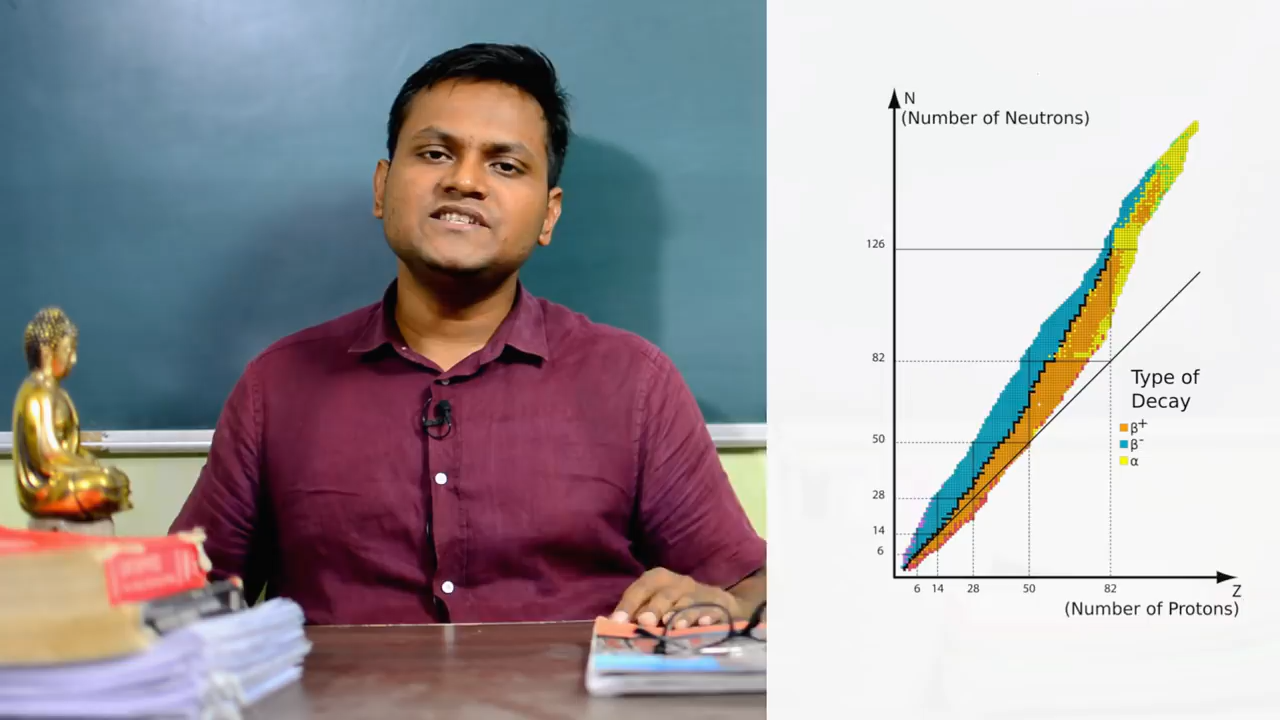 N
(Number of Neutrons)
126
82
50
28
14
6
Type of
Decay
β+
β-
α
6 14 28 50 82
Z
(Number of Protons)